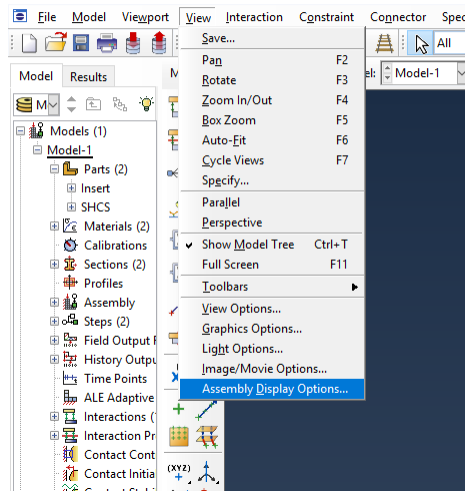 File Model Viewport View Interaction Constraint Connector Spec
All
Model Results
M
el: Model-1
M
Models (1)
Model-1
Parts (2)
Insert
SHCS
Materials (2)
Calibrations
Sections (2)
Profiles
Assembly
Steps (2)
Field Output R
History Outpu
Time Points
ALE Adaptive
Interactions (
Interaction Pr
Contact Cont
Contact Initia
Save...
Pan F2
Rotate F3
Zoom In/Out F4
Box Zoom F5
Auto-Fit F6
Cycle Views F7
Specify...
Parallel
Perspective
Show Model Tree Ctrl+T
Full Screen F11
Toolbars
View Options...
Graphics Options...
Light Options...
Image/Movie Options...
Assembly Display Options...
(XYZ)